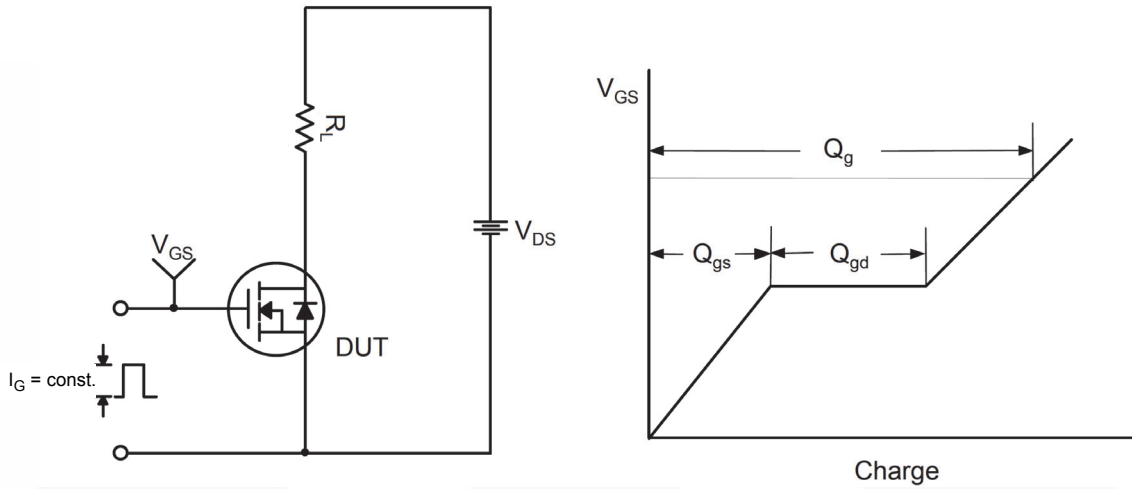 R_L
V_DS
V_GS
DUT
I_G = const.
V_GS
Q_g
Q_gs
Q_gd
Charge